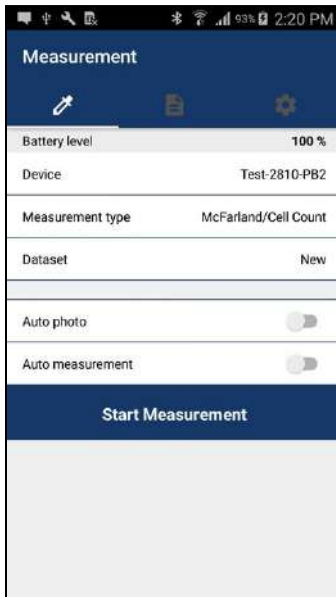 93% 2:20 PM
Measurement
Battery level 100 %
Device Test-2810-PB2
Measurement type McFarland/Cell Count
Dataset New
Auto photo
Auto measurement
Start Measurement